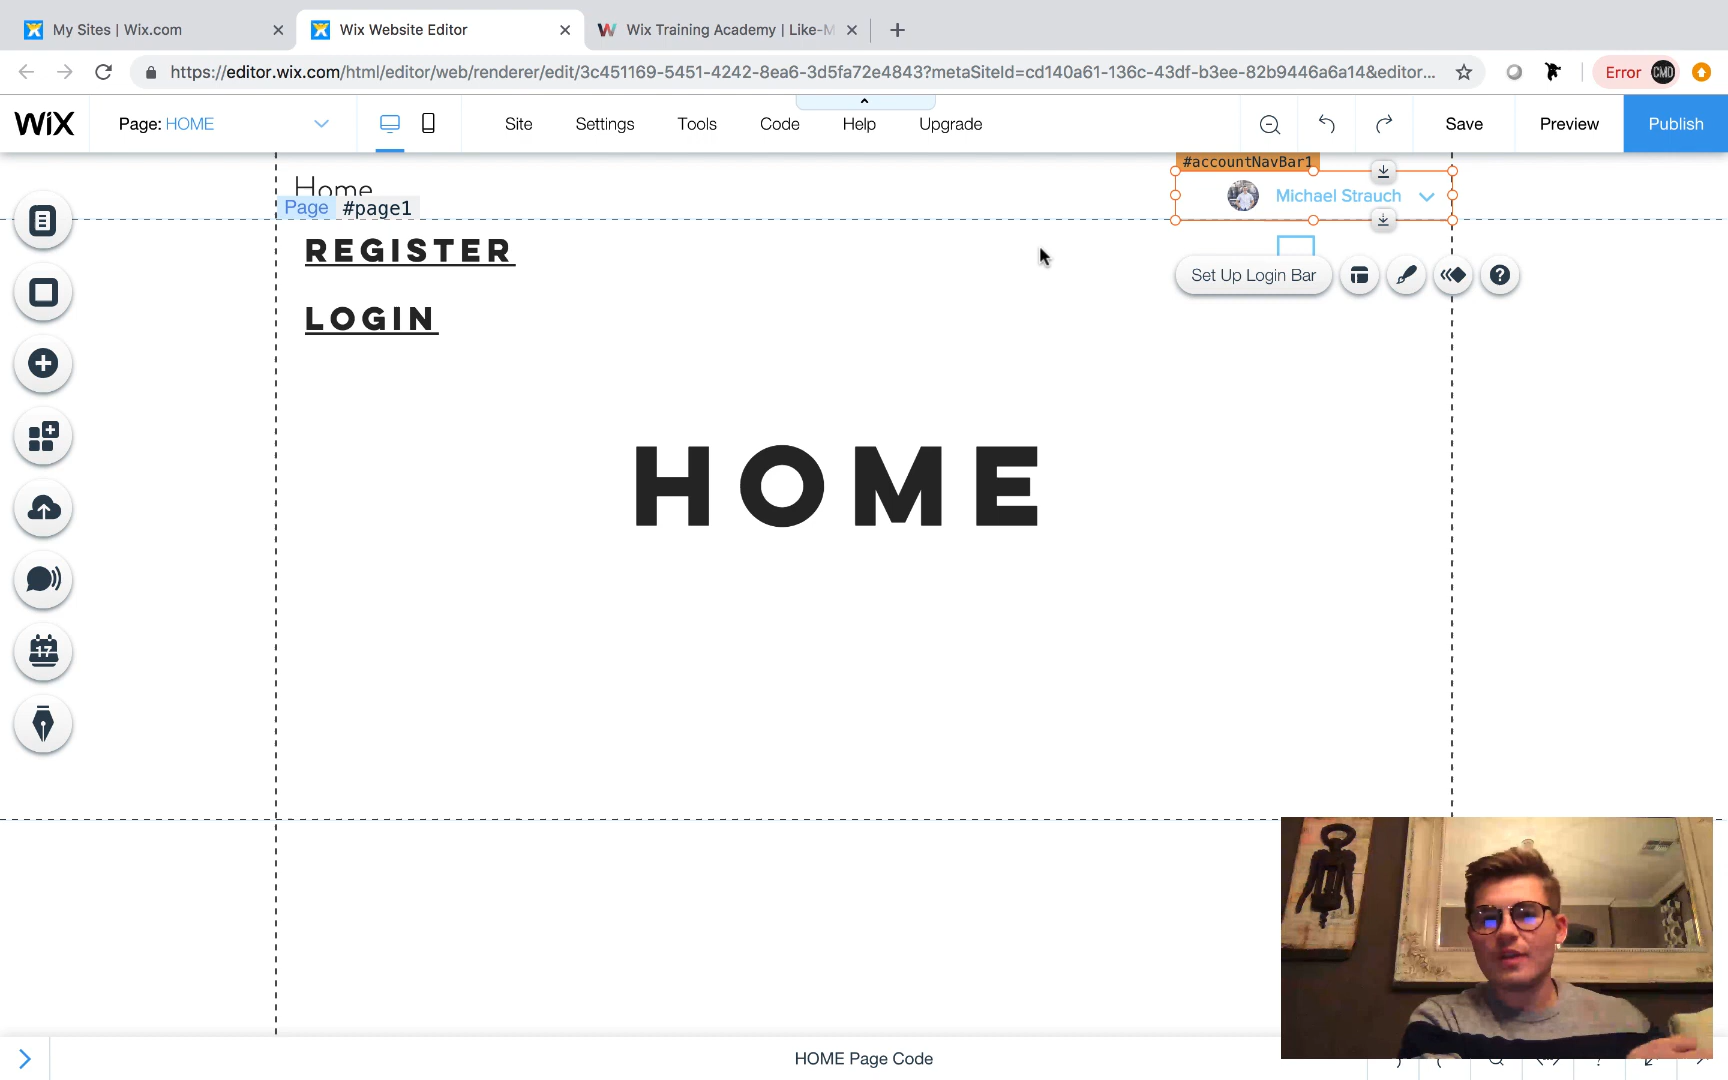 My Sites | Wix.com
Wix Website Editor
Wix Training Academy | Like-M
https://editor.wix.com/html/editor/web/renderer/edit/3c451169-5451-4242-8ea6-3d5fa72e4843?metaSiteId=cd140a61-136c-43df-b3ee-82b9446a6a14&editor...
Error CMD
WiX
Page: HOME
Site
Settings
Tools
Code
Help
Upgrade
Save
Preview
Publish
#accountNavBar1
Home
Michael Strauch
Page #page1
REGISTER
Set Up Login Bar
LOGIN
HOME
17
HOME Page Code